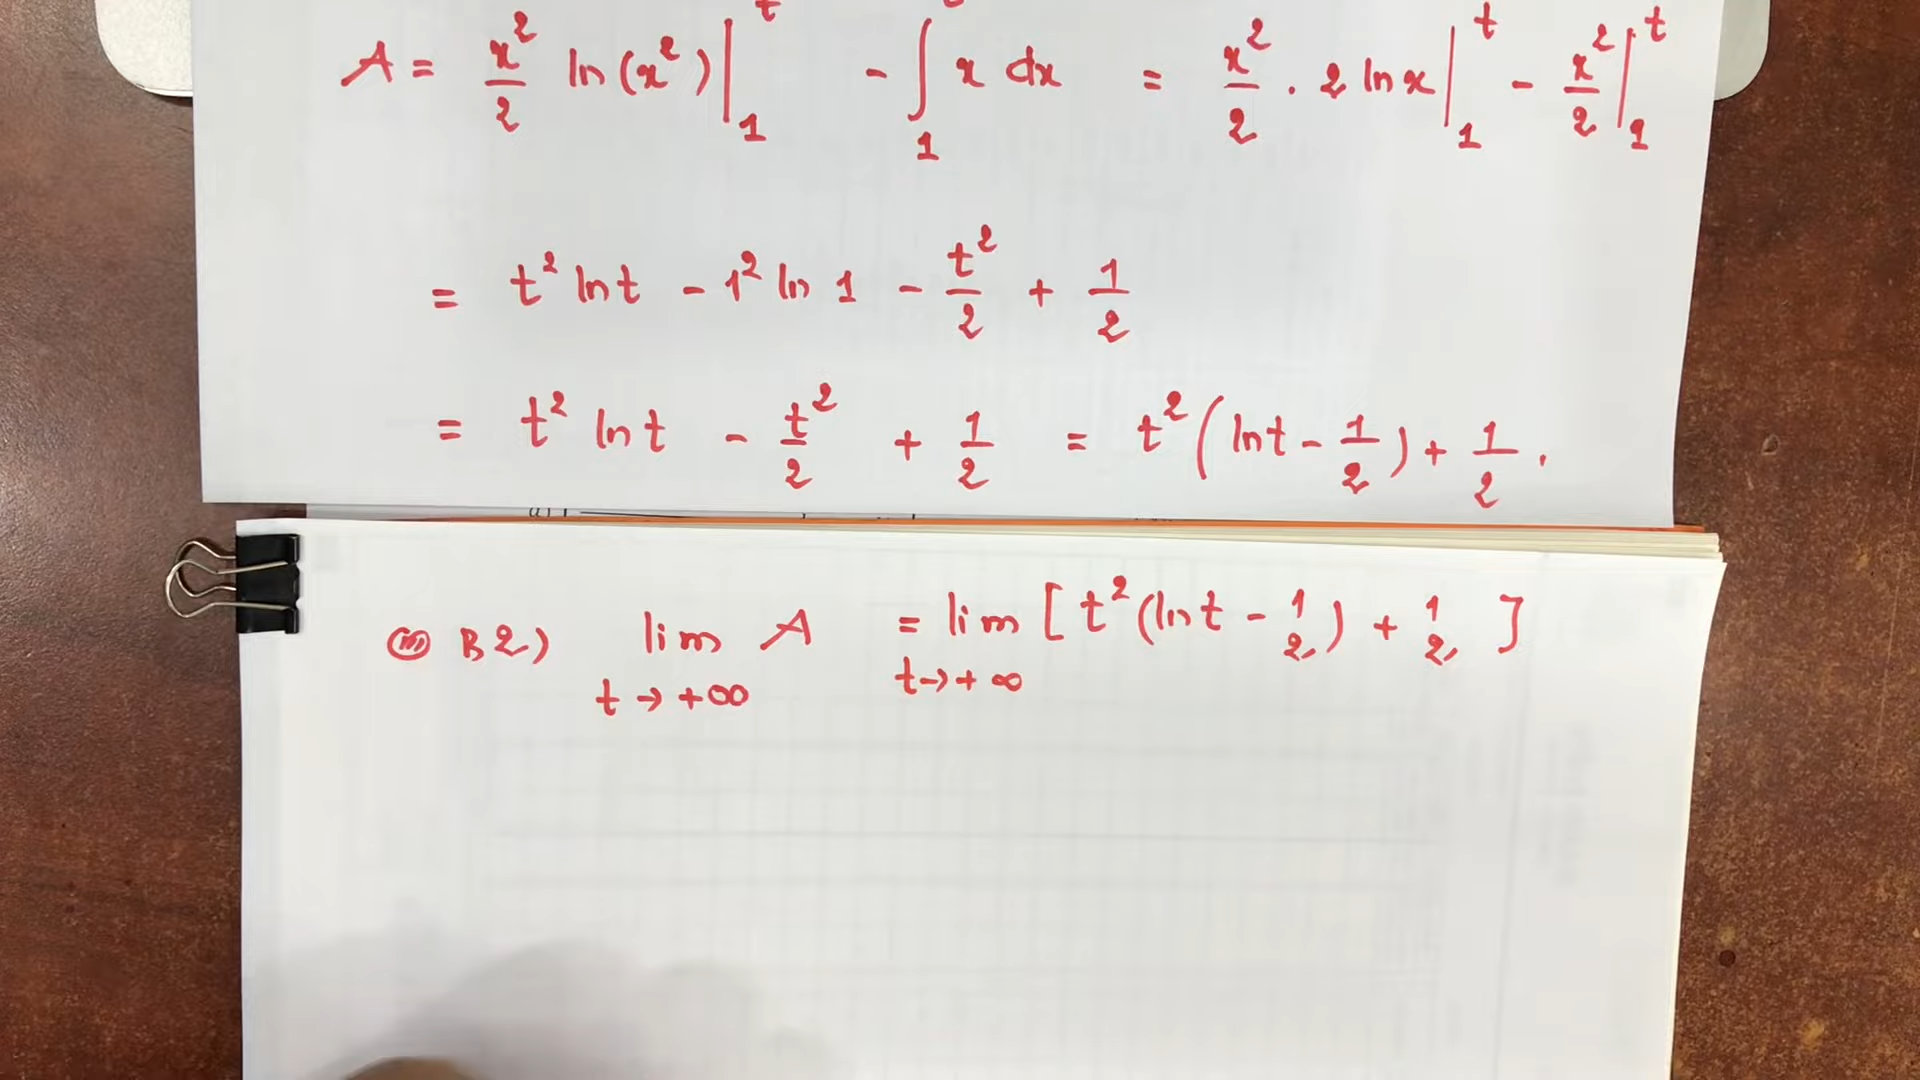 A = x²/2 ln(x²) |₁ᵗ - ∫₁ x dx = x²/2 . 2 ln x |₁ᵗ - x²/2 |₁ᵗ
= t² ln t - 1² ln 1 - t²/2 + 1/2
= t² ln t - t²/2 + 1/2 = t² (ln t - 1/2) + 1/2 .
B2) lim A = lim [ t² (ln t - 1/2) + 1/2 ]
t → +∞ t → +∞